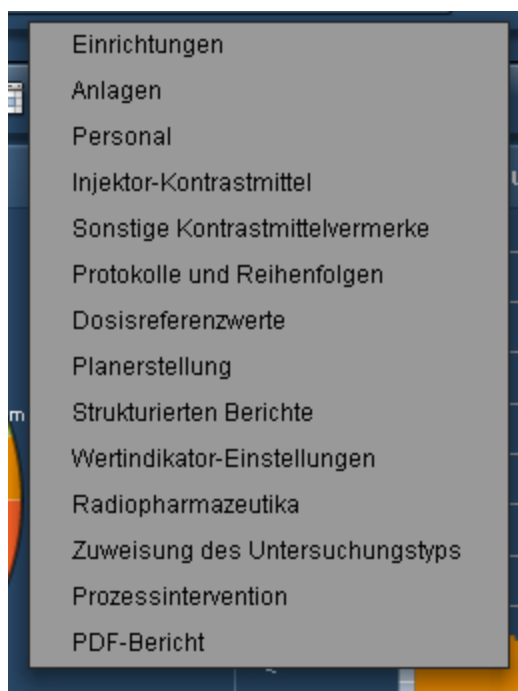 Einrichtungen
Anlagen
Personal
Injektor-Kontrastmittel
Sonstige Kontrastmittelvermerke
Protokolle und Reihenfolgen
Dosisreferenzwerte
Planerstellung
Strukturierten Berichte
Wertindikator-Einstellungen
Radiopharmazeutika
Zuweisung des Untersuchungstyps
Prozessintervention
PDF-Bericht